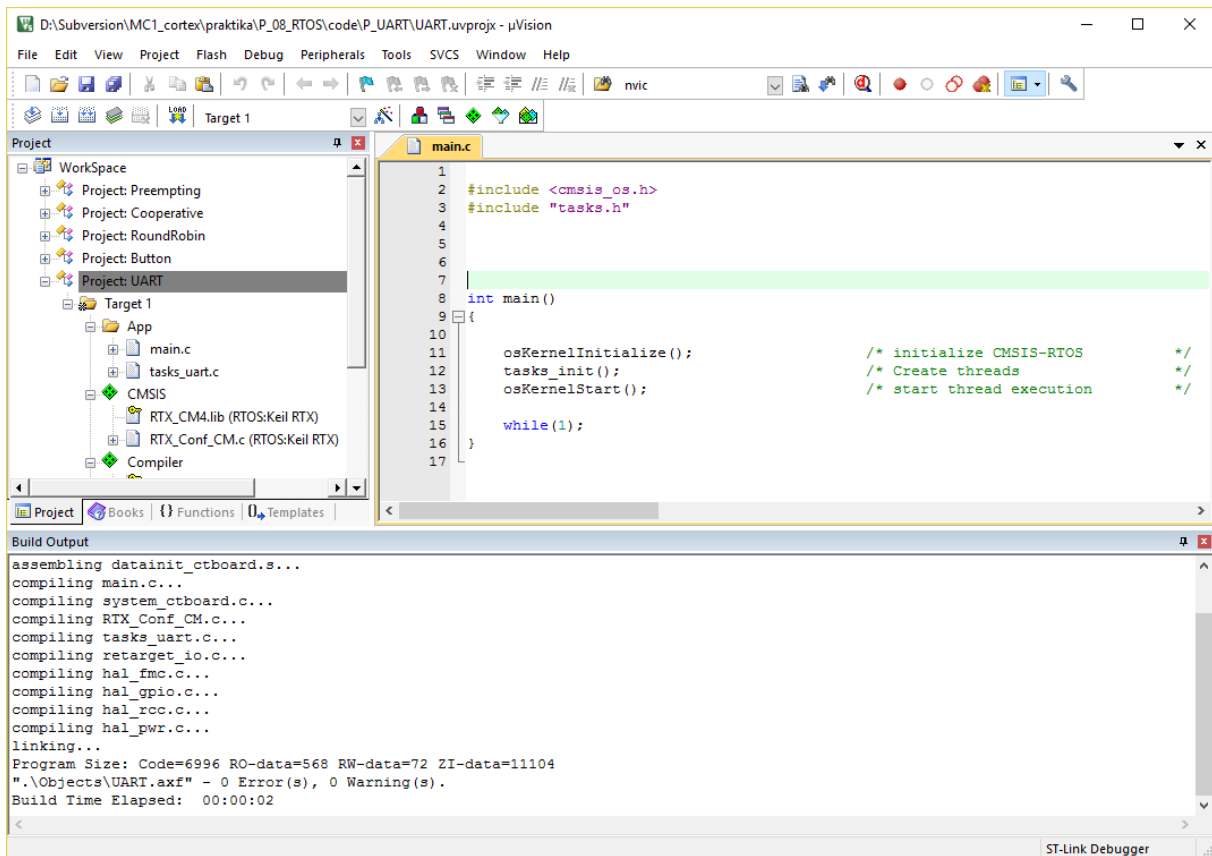 D:\Subversion\MC1_cortex\praktika\P_08_RTOS\code\P_UART\UART.uvprojx - µVision
File Edit View Project Flash Debug Peripherals Tools SVCS Window Help
nvic
LOAD Target 1
Project
WorkSpace
Project: Preempting
Project: Cooperative
Project: RoundRobin
Project: Button
Project: UART
Target 1
App
main.c
tasks_uart.c
CMSIS
RTX_CM4.lib (RTOS:Keil RTX)
RTX_Conf_CM.c (RTOS:Keil RTX)
Compiler
Project Books {} Functions Templates
main.c
1
2 #include <cmsis_os.h>
3 #include "tasks.h"
4
5
6
7
8 int main()
9 {
10
11 osKernelInitialize(); /* initialize CMSIS-RTOS */
12 tasks_init(); /* Create threads */
13 osKernelStart(); /* start thread execution */
14
15 while(1);
16 }
17
Build Output
assembling datainit_ctboard.s...
compiling main.c...
compiling system_ctboard.c...
compiling RTX_Conf_CM.c...
compiling tasks_uart.c...
compiling retarget_io.c...
compiling hal_fmc.c...
compiling hal_gpio.c...
compiling hal_rcc.c...
compiling hal_pwr.c...
linking...
Program Size: Code=6996 RO-data=568 RW-data=72 ZI-data=11104
".\Objects\UART.axf" - 0 Error(s), 0 Warning(s).
Build Time Elapsed: 00:00:02
ST-Link Debugger